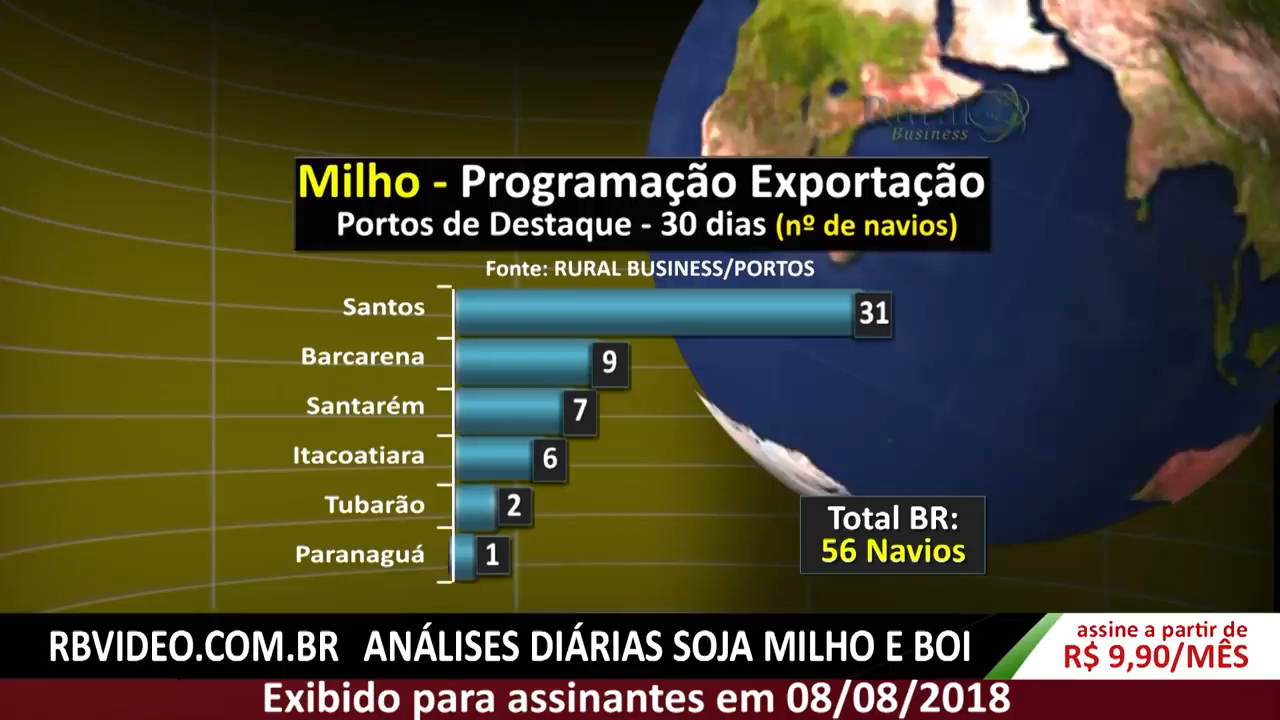 Rural
Business
Milho - Programação Exportação
Portos de Destaque - 30 dias (nº de navios)
Fonte: RURAL BUSINESS/PORTOS
Santos 31
Barcarena 9
Santarém 7
Itacoatiara 6
Tubarão 2
Paranaguá 1
Total BR:
56 Navios
RBVIDEO.COM.BR ANÁLISES DIÁRIAS SOJA MILHO E BOI
assine a partir de
R$ 9,90/MÊS
Exibido para assinantes em 08/08/2018